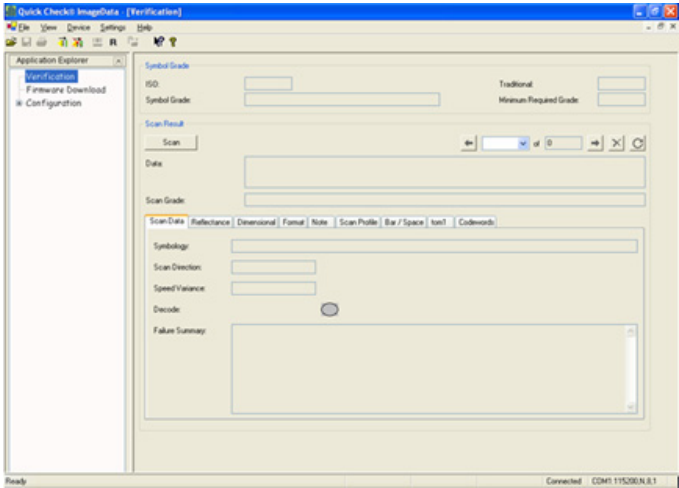 Quick Check® ImageData - [Verification]
File View Device Settings Help
R
Application Explorer
Verification
Firmware Download
Configuration
Symbol Grade
ISO:
Traditional:
Symbol Grade:
Minimum Required Grade:
Scan Result
Scan
of 0
Data:
Scan Grade:
Scan Data Reflectance Dimensional Format Note Scan Profile Bar / Space tom1 Codewords
Symbology:
Scan Direction:
Speed Variance:
Decode:
Failure Summary:
Ready
Connected COM1 115200,N,8,1